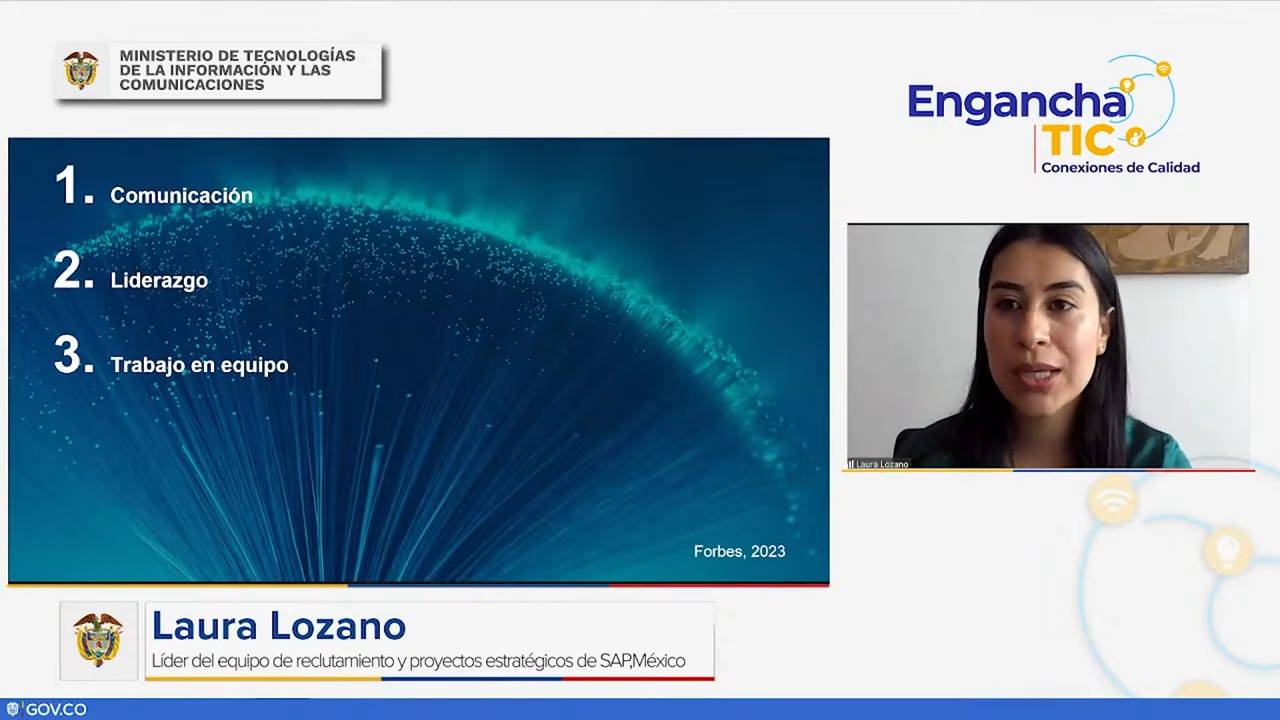 MINISTERIO DE TECNOLOGÍAS
DE LA INFORMACIÓN Y LAS
COMUNICACIONES
Engancha
TIC
Conexiones de Calidad
1. Comunicación
2. Liderazgo
3. Trabajo en equipo
Forbes, 2023
Laura Lozano
Laura Lozano
Líder del equipo de reclutamiento y proyectos estratégicos de SAP,México
GOV.CO